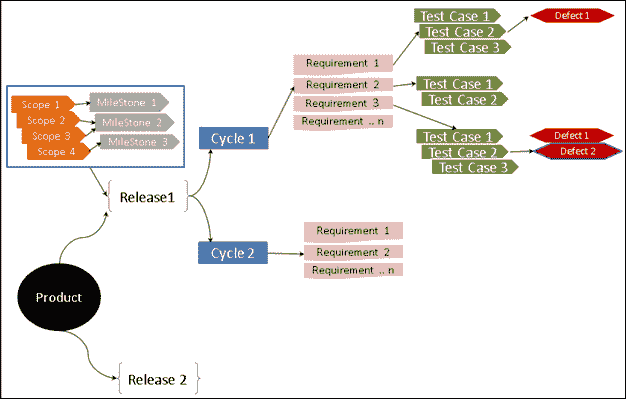 Test Case 1
Test Case 2
Test Case 3
Defect 1
Requirement 1
Requirement 2
Requirement 3
Requirement .. n
Test Case 1
Test Case 2
Scope 1
Scope 2
Scope 3
Scope 4
MileStone 1
MileStone 2
MileStone 3
Cycle 1
Test Case 1
Test Case 2
Test Case 3
Defect 1
Defect 2
Release1
Cycle 2
Requirement 1
Requirement 2
Requirement .. n
Product
Release 2